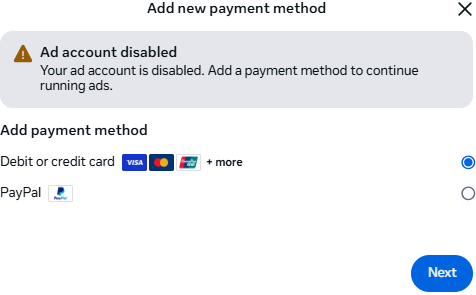 Add new payment method
Ad account disabled
Your ad account is disabled. Add a payment method to continue
running ads.
Add payment method
Debit or credit card VISA UnionPay + more
PayPal PayPal
Next